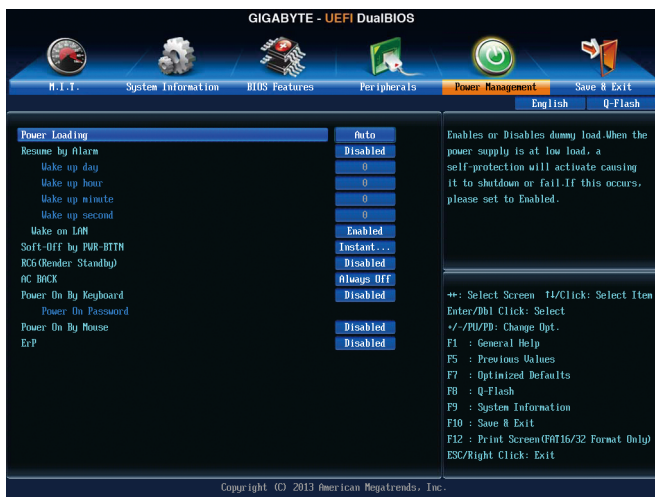 GIGABYTE - UEFI DualBIOS
M.I.T.
System Information
BIOS Features
Peripherals
Power Management
Save & Exit
English
Q-Flash
Power Loading Auto
Resume by Alarm Disabled
Wake up day 0
Wake up hour 0
Wake up minute 0
Wake up second 0
Wake on LAN Enabled
Soft-Off by PWR-BTTN Instant...
RC6(Render Standby) Disabled
AC BACK Always Off
Power On By Keyboard Disabled
Power On Password
Power On By Mouse Disabled
ErP Disabled
Enables or Disables dummy load.When the
power supply is at low load, a
self-protection will activate causing
it to shutdown or fail.If this occurs,
please set to Enabled.
→←: Select Screen ↑↓/Click: Select Item
Enter/Dbl Click: Select
+/-/PU/PD: Change Opt.
F1 : General Help
F5 : Previous Values
F7 : Optimized Defaults
F8 : Q-Flash
F9 : System Information
F10 : Save & Exit
F12 : Print Screen(FAT16/32 Format Only)
ESC/Right Click: Exit
Copyright (C) 2013 American Megatrends, Inc.